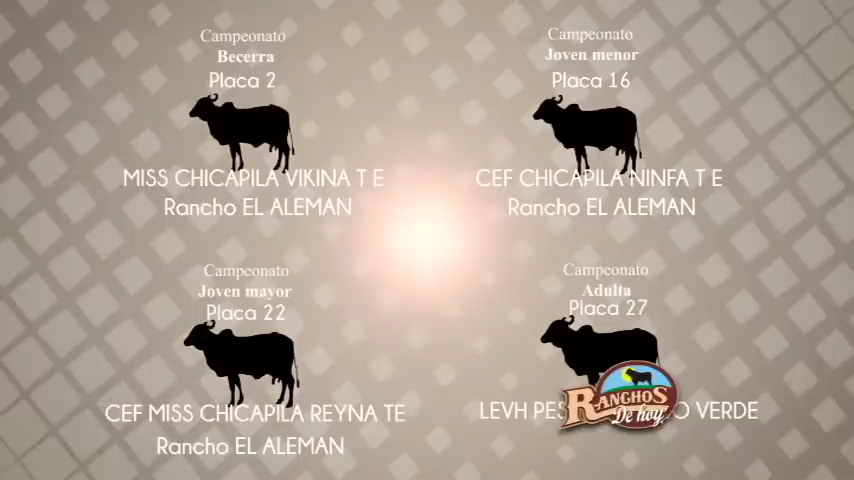 Campeonato
Becerra
Placa 2
MISS CHICAPILA VIKINA T E
Rancho EL ALEMAN
Campeonato
Joven menor
Placa 16
CEF CHICAPILA NINFA T E
Rancho EL ALEMAN
Campeonato
Joven mayor
Placa 22
CEF MISS CHICAPILA REYNA TE
Rancho EL ALEMAN
Campeonato
Adulta
Placa 27
LEVH VERDE
RANCHOS
De hoy